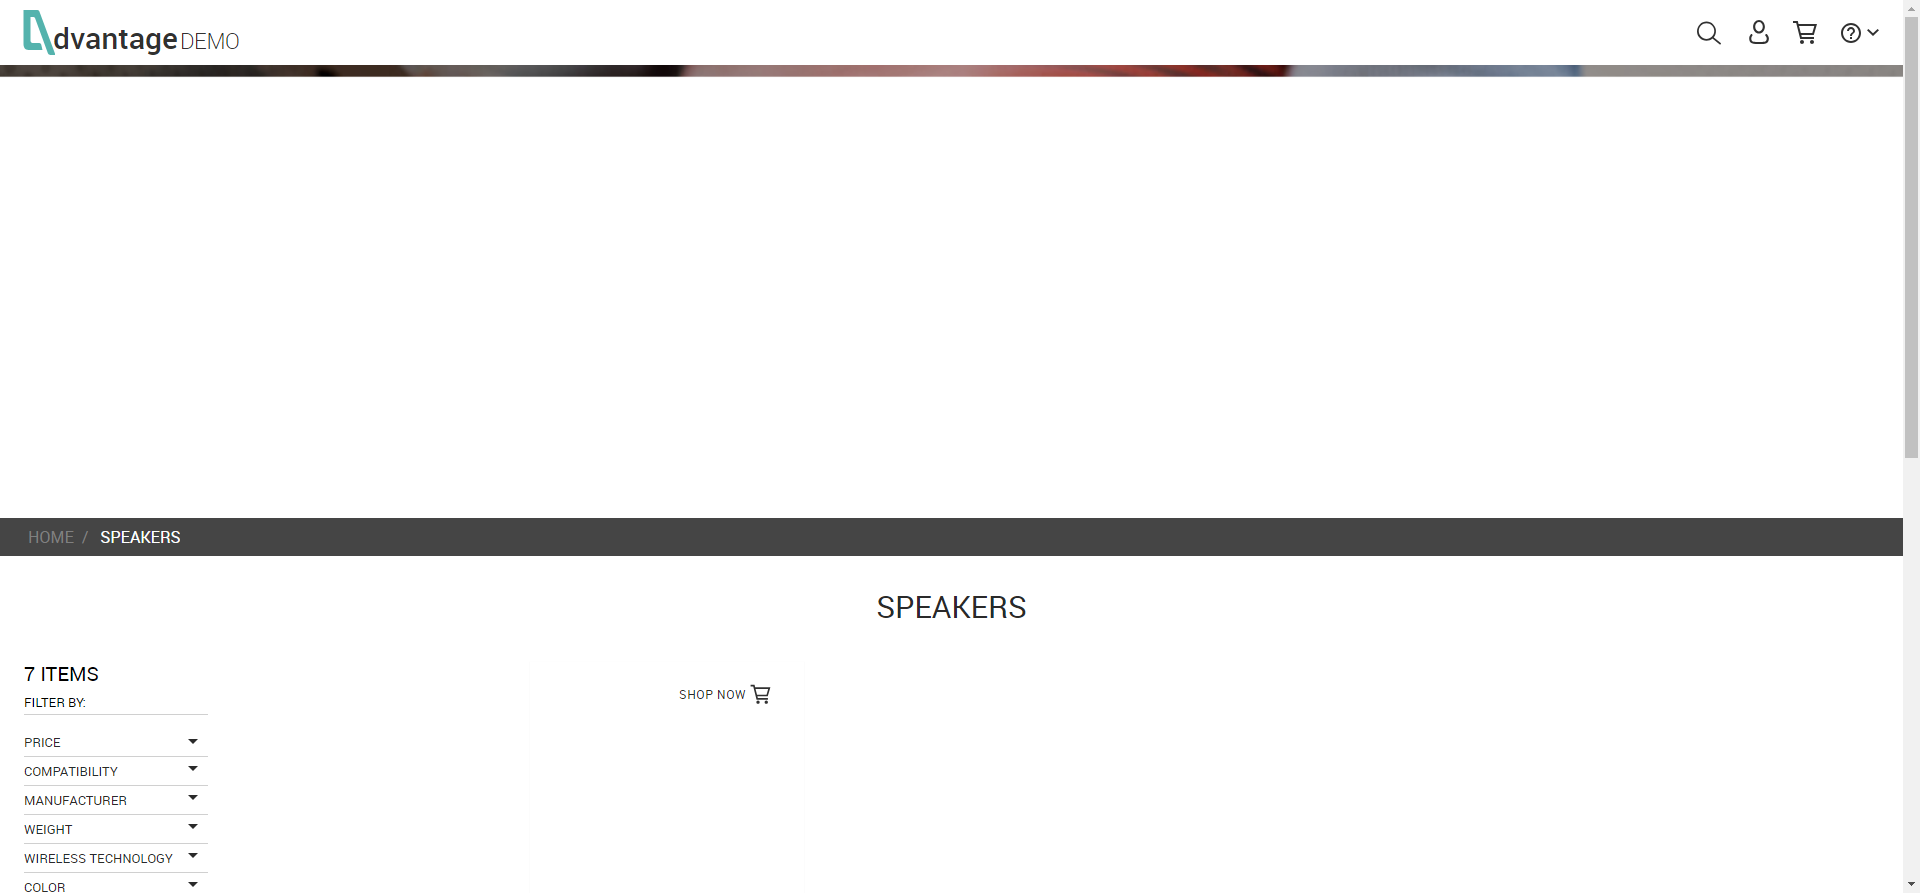 dvantage DEMO
HOME / SPEAKERS
SPEAKERS
7 ITEMS
FILTER BY:
SHOP NOW
PRICE
COMPATIBILITY
MANUFACTURER
WEIGHT
WIRELESS TECHNOLOGY
COLOR